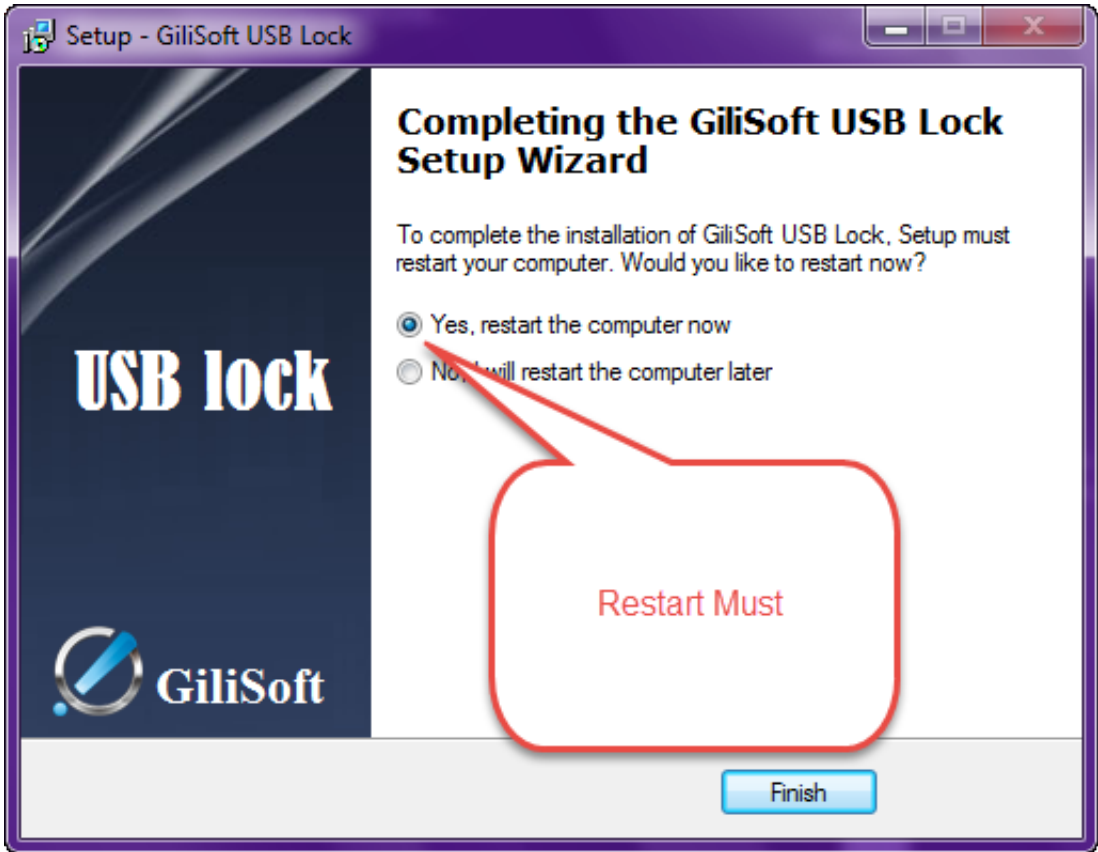 Setup - GiliSoft USB Lock
Completing the GiliSoft USB Lock
Setup Wizard
To complete the installation of GiliSoft USB Lock, Setup must
restart your computer. Would you like to restart now?
Yes, restart the computer now
No, I will restart the computer later
USB lock
Restart Must
GiliSoft
Finish